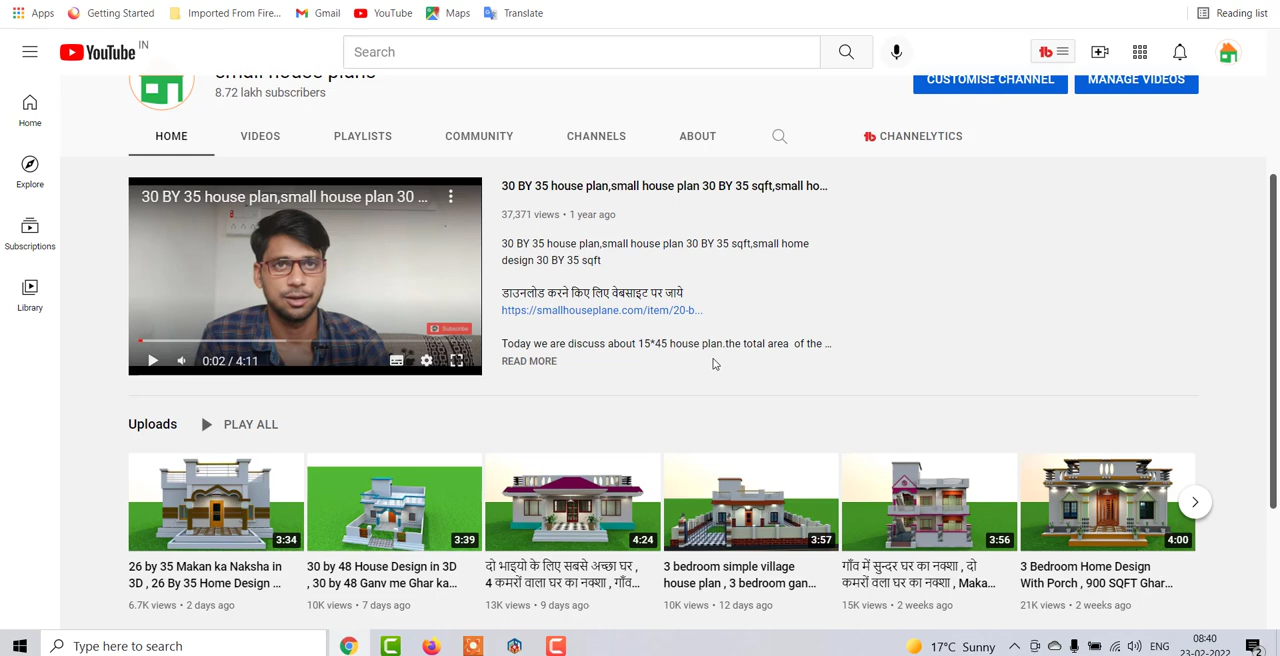 Apps Getting Started Imported From Fire... Gmail YouTube Maps Translate Reading list
YouTube IN
Search
small house plans
8.72 lakh subscribers
CUSTOMISE CHANNEL MANAGE VIDEOS
HOME VIDEOS PLAYLISTS COMMUNITY CHANNELS ABOUT CHANNELYTICS
Home
Explore
Subscriptions
Library
30 BY 35 house plan,small house plan 30 ...
Subscribe
0:02 / 4:11
30 BY 35 house plan,small house plan 30 BY 35 sqft,small ho...
37,371 views • 1 year ago
30 BY 35 house plan,small house plan 30 BY 35 sqft,small home
design 30 BY 35 sqft
डाउनलोड करने किए लिए वेबसाइट पर जाये
https://smallhouseplane.com/item/20-b...
Today we are discuss about 15*45 house plan.the total area of the ...
READ MORE
Uploads PLAY ALL
3:34 3:39 4:24 3:57 3:56 4:00
26 by 35 Makan ka Naksha in
3D , 26 By 35 Home Design ...
6.7K views • 2 days ago
30 by 48 House Design in 3D
, 30 by 48 Ganv me Ghar ka...
10K views • 7 days ago
दो भाइयो के लिए सबसे अच्छा घर ,
4 कमरों वाला घर का नक्शा , गाँव...
13K views • 9 days ago
3 bedroom simple village
house plan , 3 bedroom gan...
10K views • 2 weeks ago
गाँव में सुन्दर घर का नक्शा , दो
कमरों वाला घर का नक्शा , Maka...
15K views • 2 weeks ago
3 Bedroom Home Design
With Porch , 900 SQFT Ghar...
21K views • 2 weeks ago
Type here to search
17°C Sunny
ENG
08:40
23-02-2022
2